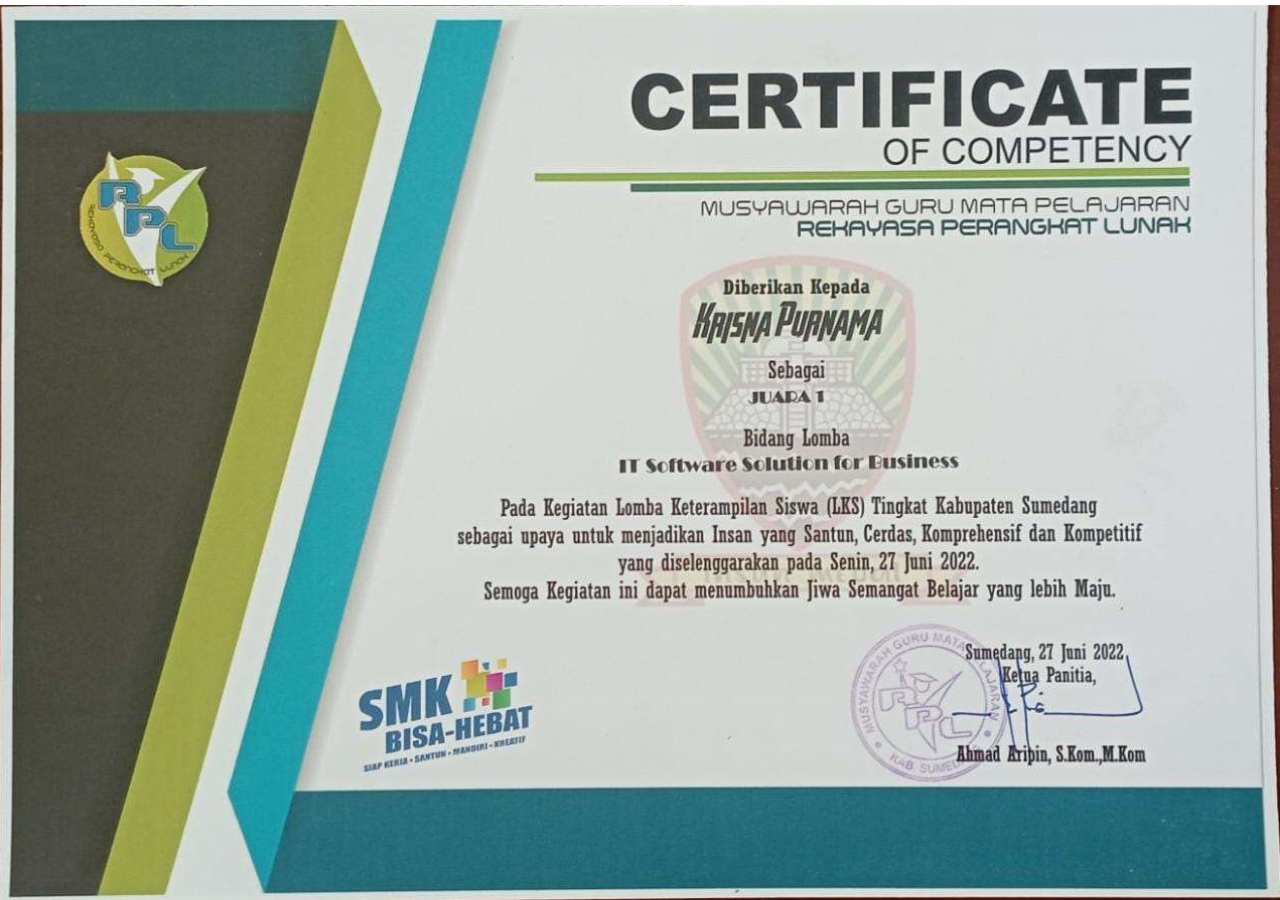 CERTIFICATE
OF COMPETENCY
MUSYAWARAH GURU MATA PELAJARAN
REKAYASA PERANGKAT LUNAK
RPL
REKAYASA PERANGKAT LUNAK
Diberikan Kepada
KRISNA PURNAMA
Sebagai
JUARA 1
Bidang Lomba
IT Software Solution for Business
Pada Kegiatan Lomba Keterampilan Siswa (LKS) Tingkat Kabupaten Sumedang
sebagai upaya untuk menjadikan Insan yang Santun, Cerdas, Komprehensif dan Kompetitif
yang diselenggarakan pada Senin, 27 Juni 2022.
Semoga Kegiatan ini dapat menumbuhkan Jiwa Semangat Belajar yang lebih Maju.
SMK
BISA-HEBAT
SIAP KERJA • SANTUN • MANDIRI • KREATIF
MUSYAWARAH GURU MATA PELAJARAN
RPL
KAB. SUMEDANG
Sumedang, 27 Juni 2022
Ketua Panitia,
Ahmad Aripin, S.Kom.,M.Kom